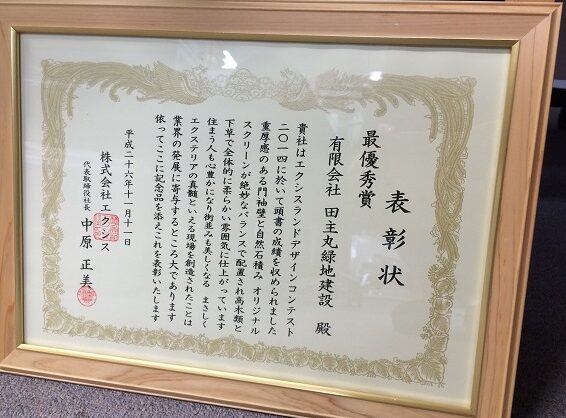 表彰状
最優秀賞
有限会社 田主丸緑地建設 殿
貴社はエクシスランドデザインコンテスト
二〇一四に於いて頭書の成績を収められました
重厚感のある門袖壁と自然石積み オリジナル
スクリーンが絶妙なバランスで配置され高木類と
下草で全体的に柔らかい雰囲気に仕上がっています
住まう人も心豊かになり街並みも美しくなる まさしく
エクステリアの真髄といえる現場を創造されたことは
業界の発展に寄与するところ大であります
依ってここに記念品を添えこれを表彰いたします
平成二十六年十一月十一日
株式会社 エクシス
代表取締役社長 中原 正美